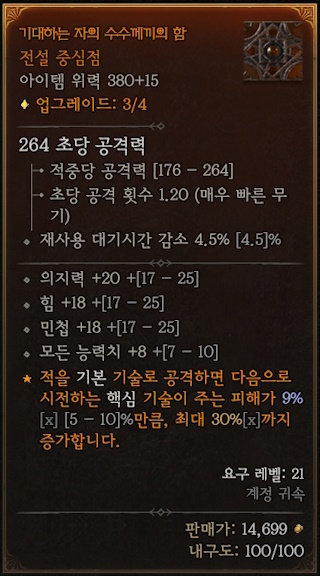 기대하는 자의 수수께끼의 함
전설 중심점
아이템 위력 380+15
업그레이드: 3/4
264 초당 공격력
적중당 공격력 [176 - 264]
초당 공격 횟수 1.20 (매우 빠른 무
기)
재사용 대기시간 감소 4.5% [4.5]%
의지력 +20 +[17 - 25]
힘 +18 +[17 - 25]
민첩 +18 +[17 - 25]
모든 능력치 +8 +[7 - 10]
적을 기본 기술로 공격하면 다음으로
시전하는 핵심 기술이 주는 피해가 9%
[x] [5 - 10]%만큼, 최대 30%[x]까지
증가합니다.
요구 레벨: 21
계정 귀속
판매가: 14,699
내구도: 100/100